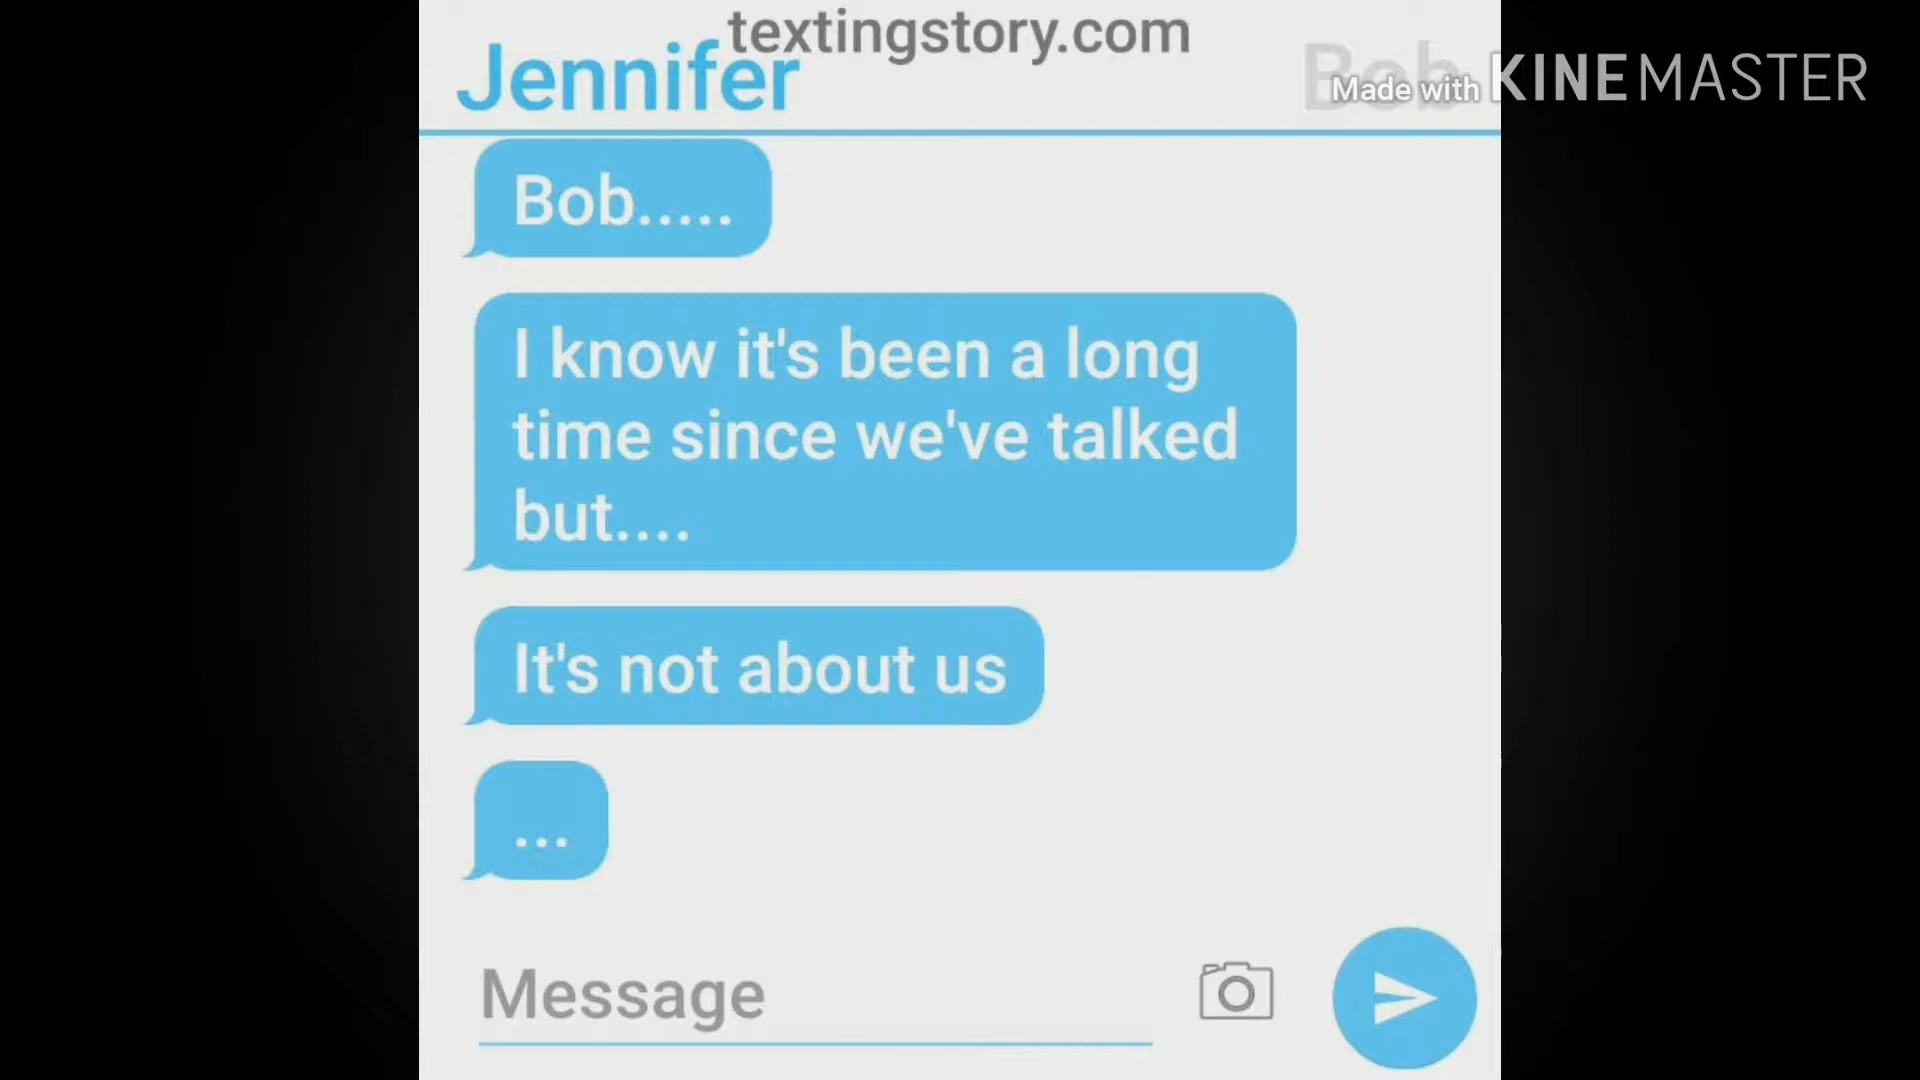 textingstory.com
Jennifer
Bob
Made with KINEMASTER
Bob.....
I know it's been a long
time since we've talked
but....
It's not about us
...
Message